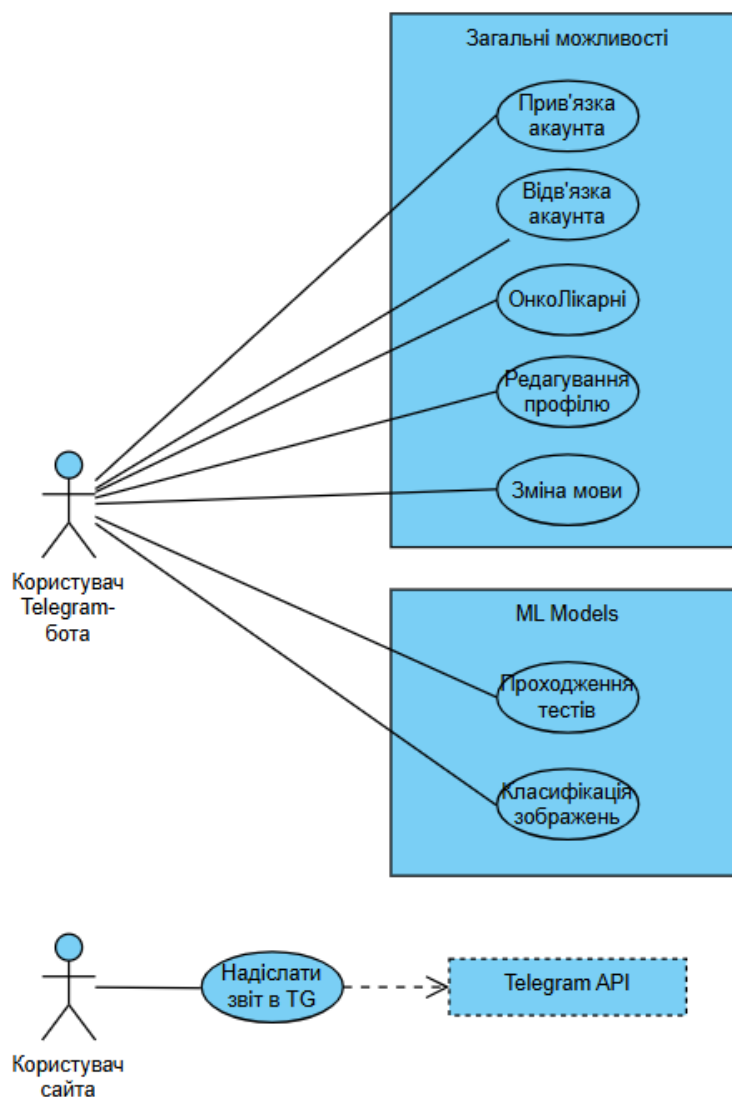 Загальні можливості
Прив'язка
акаунта
Відв'язка
акаунта
ОнкоЛікарні
Редагування
профілю
Зміна мови
Користувач
Telegram-
бота
ML Models
Проходження
тестів
Класифікація
зображень
Надіслати
звіт в TG
Telegram API
Користувач
сайта